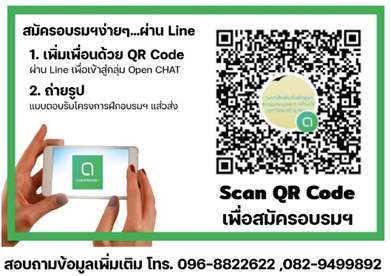 สมัครอบรมฯง่ายๆ...ผ่าน Line
1. เพิ่มเพื่อนด้วย QR Code
ผ่าน Line เพื่อเข้าสู่กลุ่ม Open CHAT
2. ถ่ายรูป
แบบตอบรับโครงการฝึกอบรมฯ แล้วส่ง
Scan QR Code
เพื่อสมัครอบรมฯ
สอบถามข้อมูลเพิ่มเติม โทร. 096-8822622 ,082-9499892